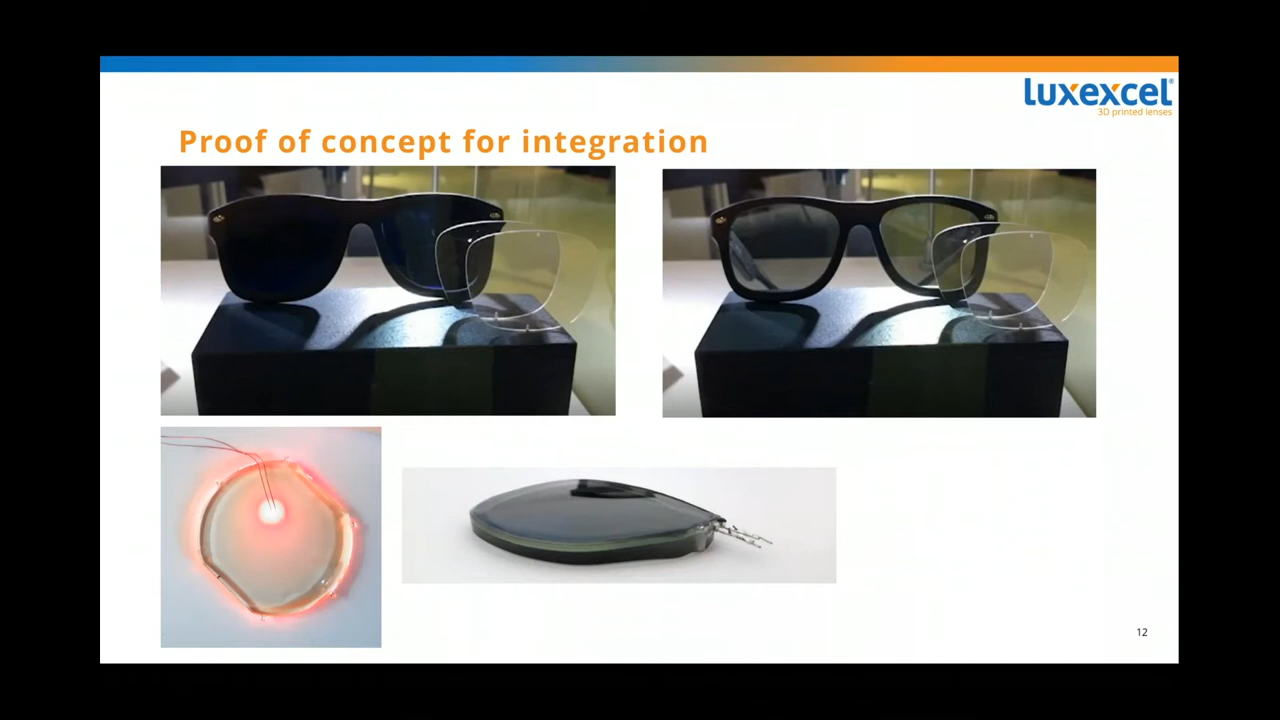 luxexcel®
3D printed lenses
Proof of concept for integration
12